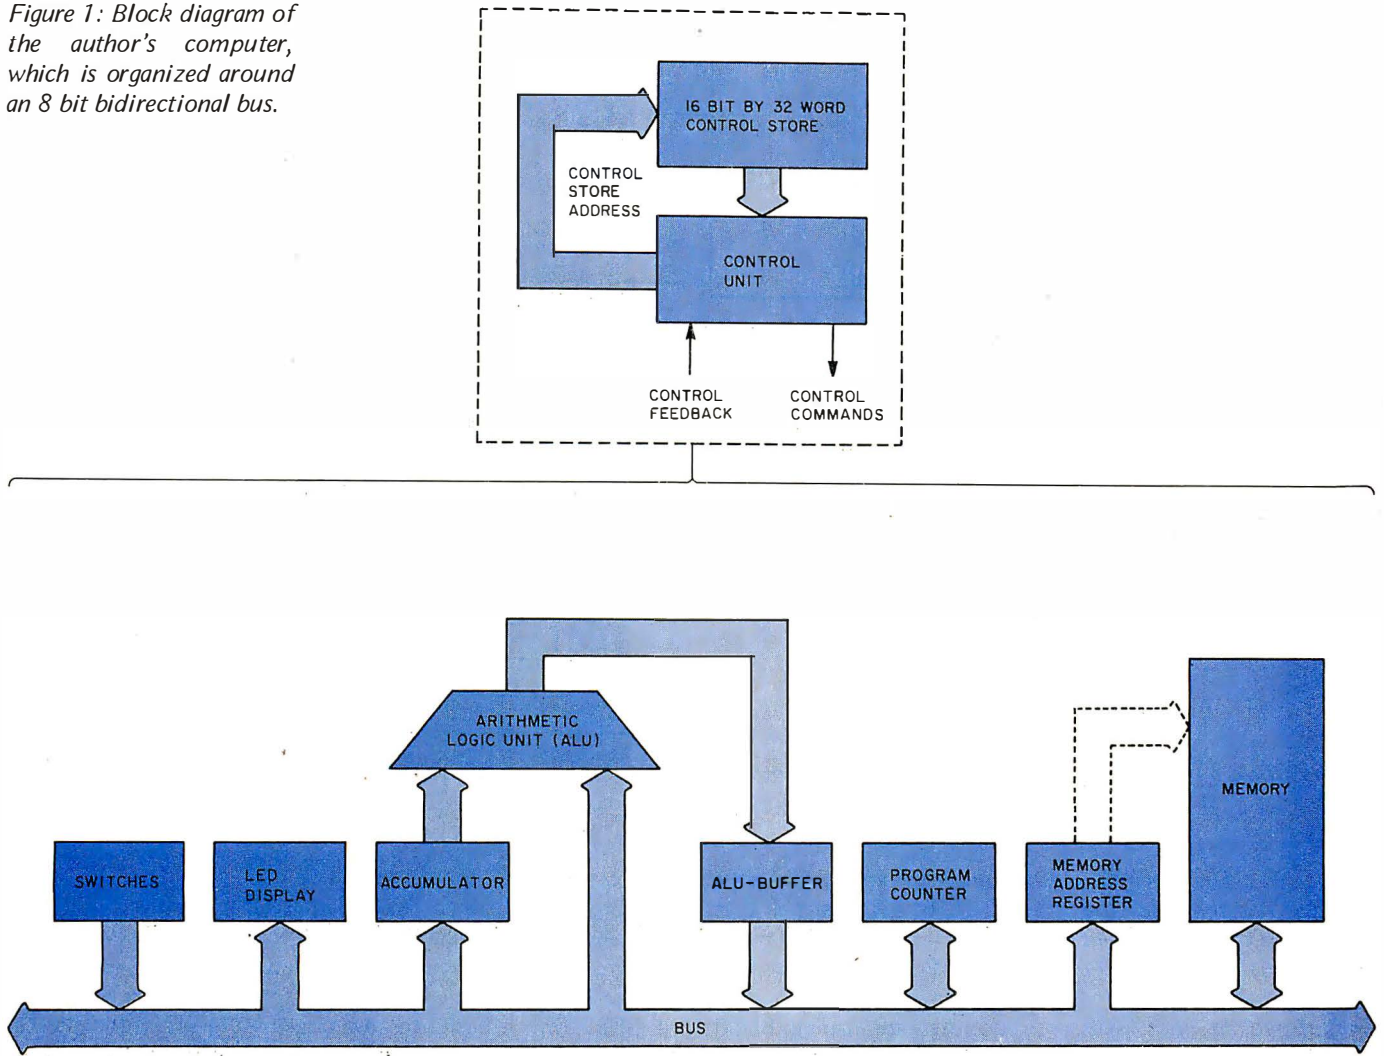 Figure 1: Block diagram of
the author's computer,
which is organized around
an 8 bit bidirectional bus.
16 BIT BY 32 WORD
CONTROL STORE
CONTROL
STORE
ADDRESS
CONTROL
UNIT
CONTROL
FEEDBACK
CONTROL
COMMANDS
ARITHMETIC
LOGIC UNIT (ALU)
MEMORY
SWITCHES
LED
DISPLAY
ACCUMULATOR
ALU-BUFFER
PROGRAM
COUNTER
MEMORY
ADDRESS
REGISTER
BUS